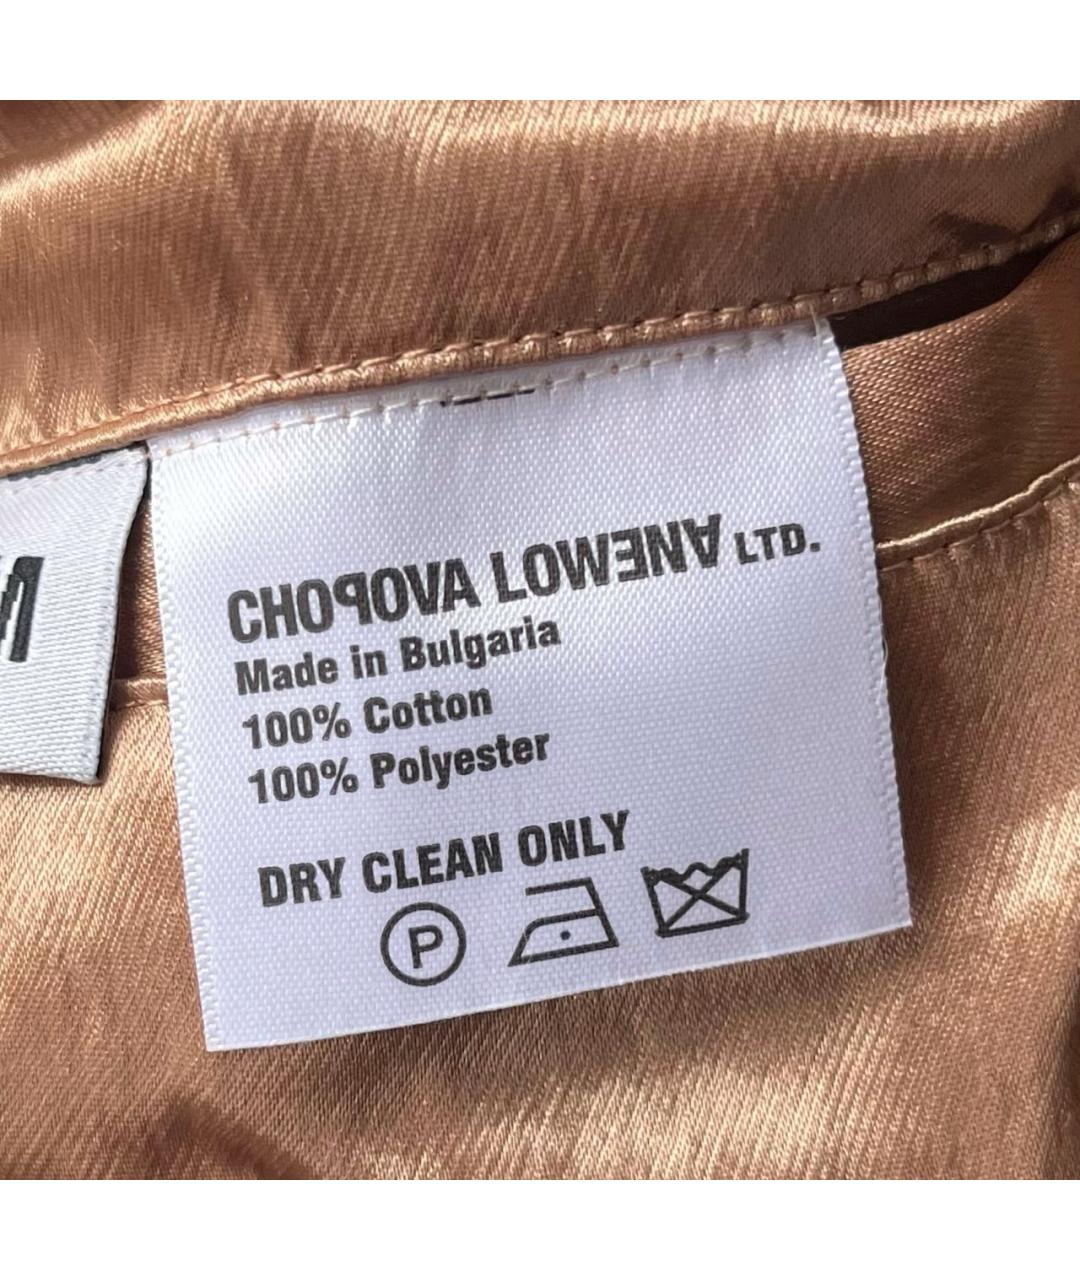 CHOPOVA LOWENA LTD.
Made in Bulgaria
100% Cotton
100% Polyester
DRY CLEAN ONLY
P
M